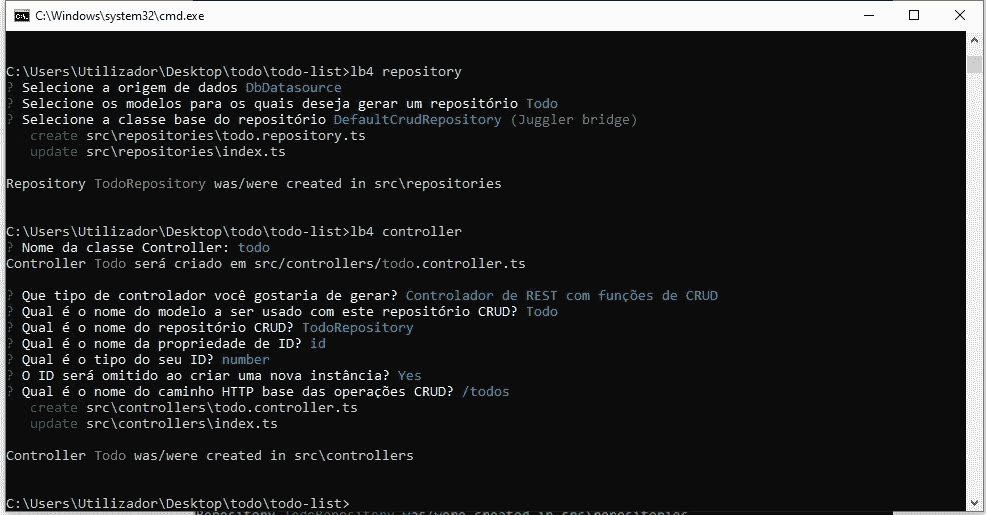 C:\Windows\system32\cmd.exe
C:\Users\Utilizador\Desktop\todo\todo-list>lb4 repository
? Selecione a origem de dados DbDatasource
? Selecione os modelos para os quais deseja gerar um repositório Todo
? Selecione a classe base do repositório DefaultCrudRepository (Juggler bridge)
create src\repositories\todo.repository.ts
update src\repositories\index.ts
Repository TodoRepository was/were created in src\repositories
C:\Users\Utilizador\Desktop\todo\todo-list>lb4 controller
? Nome da classe Controller: todo
Controller Todo será criado em src/controllers/todo.controller.ts
? Que tipo de controlador você gostaria de gerar? Controlador de REST com funções de CRUD
? Qual é o nome do modelo a ser usado com este repositório CRUD? Todo
? Qual é o nome do repositório CRUD? TodoRepository
? Qual é o nome da propriedade de ID? id
? Qual é o tipo do seu ID? number
? O ID será omitido ao criar uma nova instância? Yes
? Qual é o nome do caminho HTTP base das operações CRUD? /todos
create src\controllers\todo.controller.ts
update src\controllers\index.ts
Controller Todo was/were created in src\controllers
C:\Users\Utilizador\Desktop\todo\todo-list>
Repository TodoRepository was/were created in src\repositories